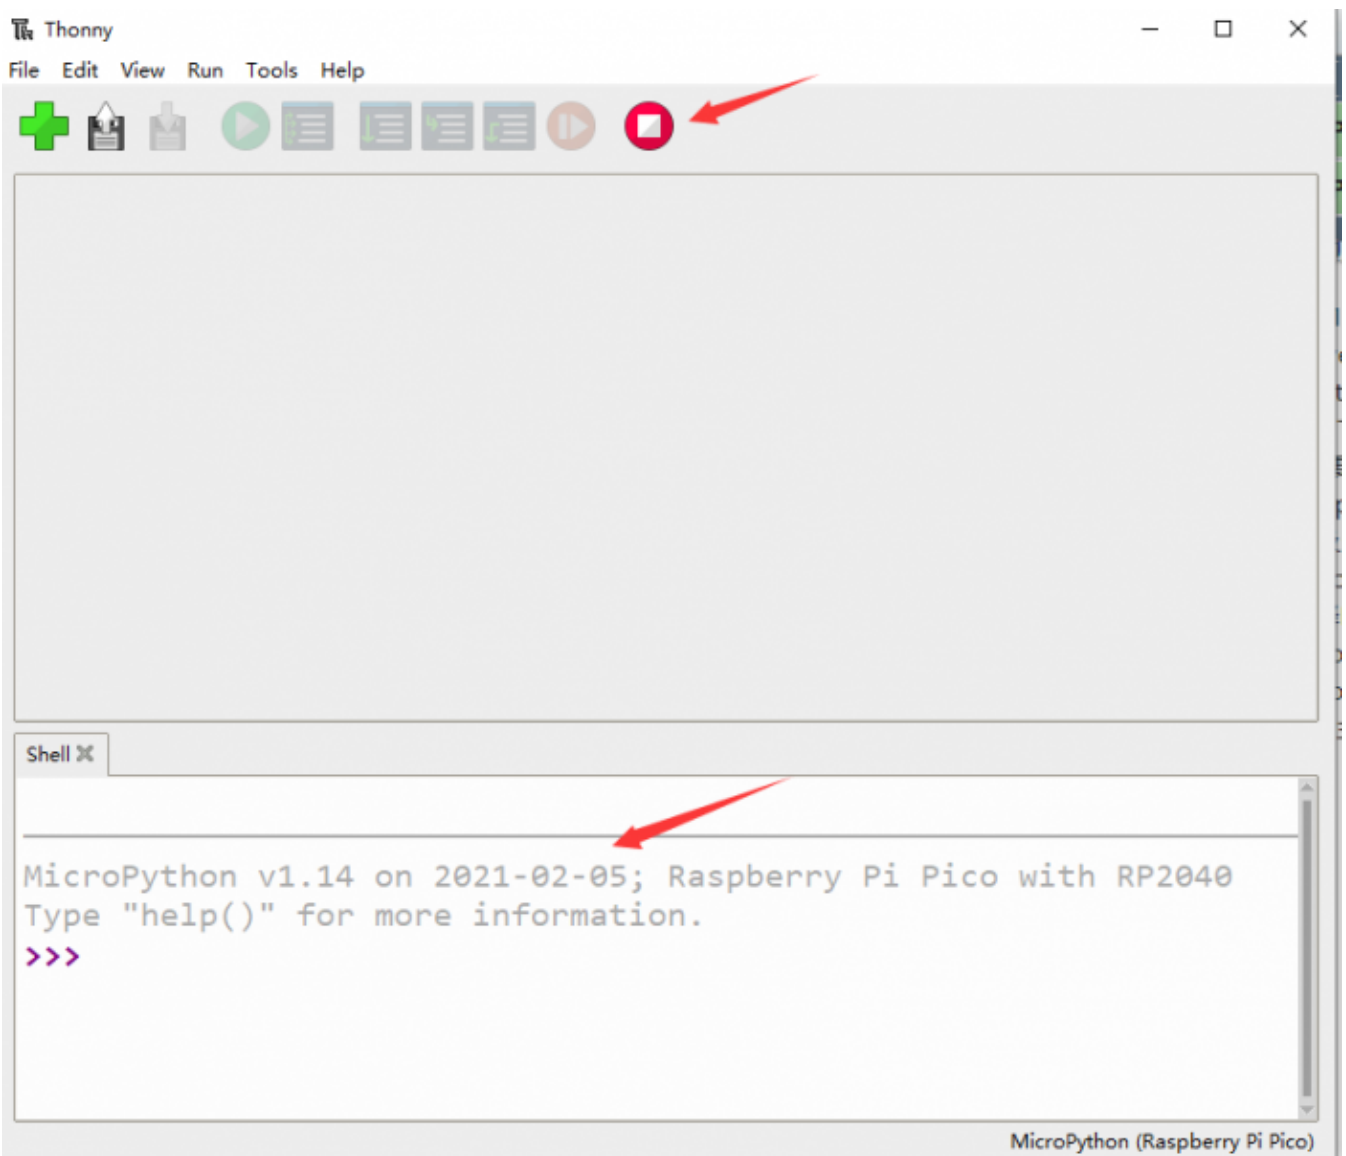 Thonny
File Edit View Run Tools Help
Shell
MicroPython v1.14 on 2021-02-05; Raspberry Pi Pico with RP2040
Type "help()" for more information.
>>>
MicroPython (Raspberry Pi Pico)